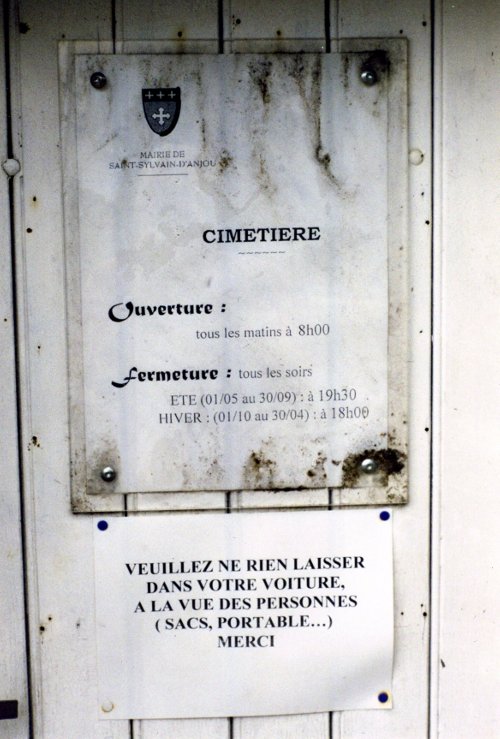 MAIRIE DE
SAINT-SYLVAIN-D'ANJOU
CIMETIERE
~~~~~~
Ouverture :
tous les matins à 8h00
Fermeture : tous les soirs
ETE (01/05 au 30/09) : à 19h30
HIVER : (01/10 au 30/04) : à 18h00
VEUILLEZ NE RIEN LAISSER
DANS VOTRE VOITURE,
A LA VUE DES PERSONNES
( SACS, PORTABLE...)
MERCI